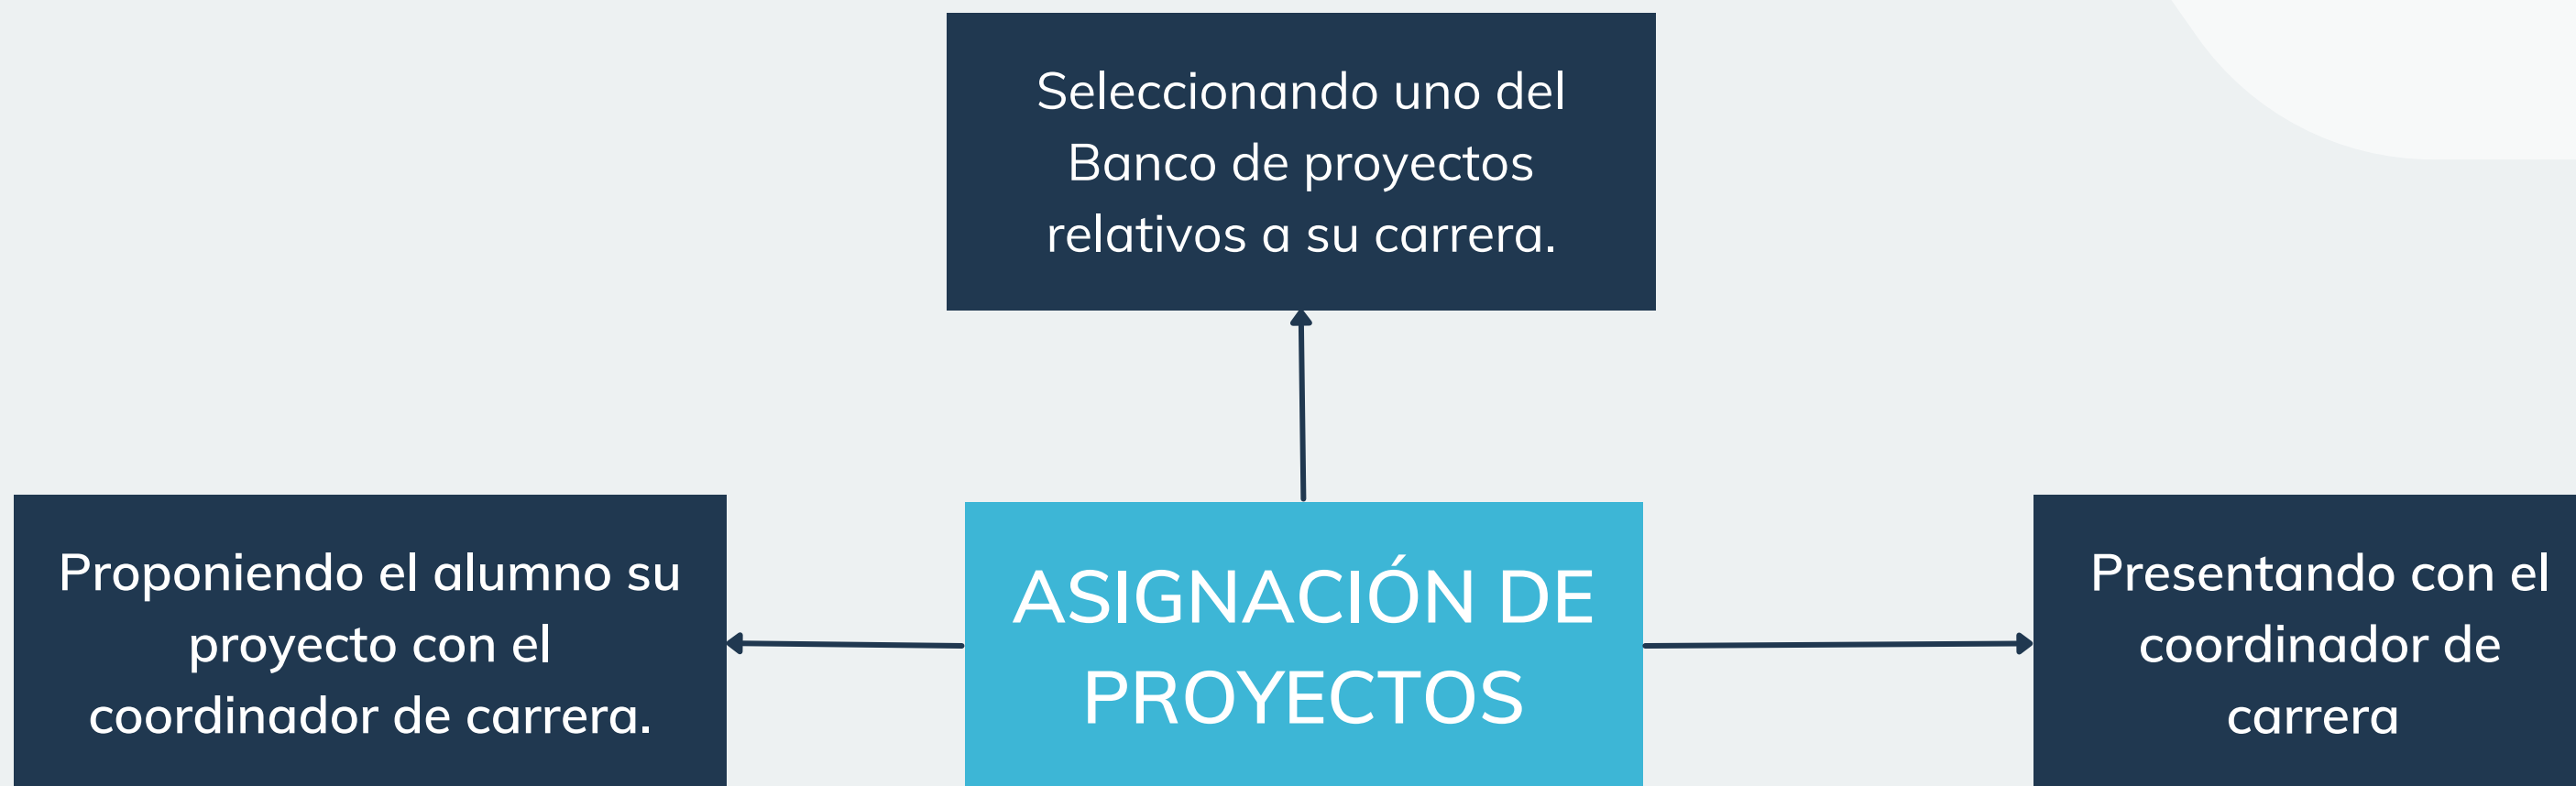 Seleccionando uno del
Banco de proyectos
relativos a su carrera.
Proponiendo el alumno su
proyecto con el
coordinador de carrera.
ASIGNACIÓN DE
PROYECTOS
Presentando con el
coordinador de
carrera